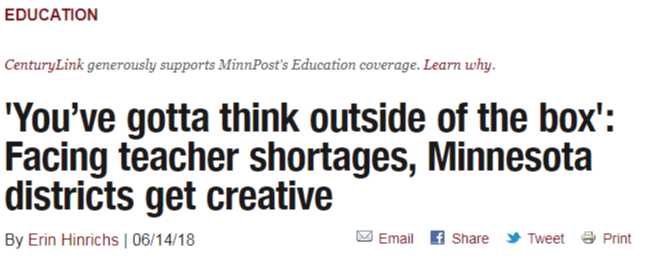 EDUCATION
CenturyLink generously supports MinnPost's Education coverage. Learn why.
'You’ve gotta think outside of the box':
Facing teacher shortages, Minnesota
districts get creative
By Erin Hinrichs | 06/14/18 Email Share Tweet Print